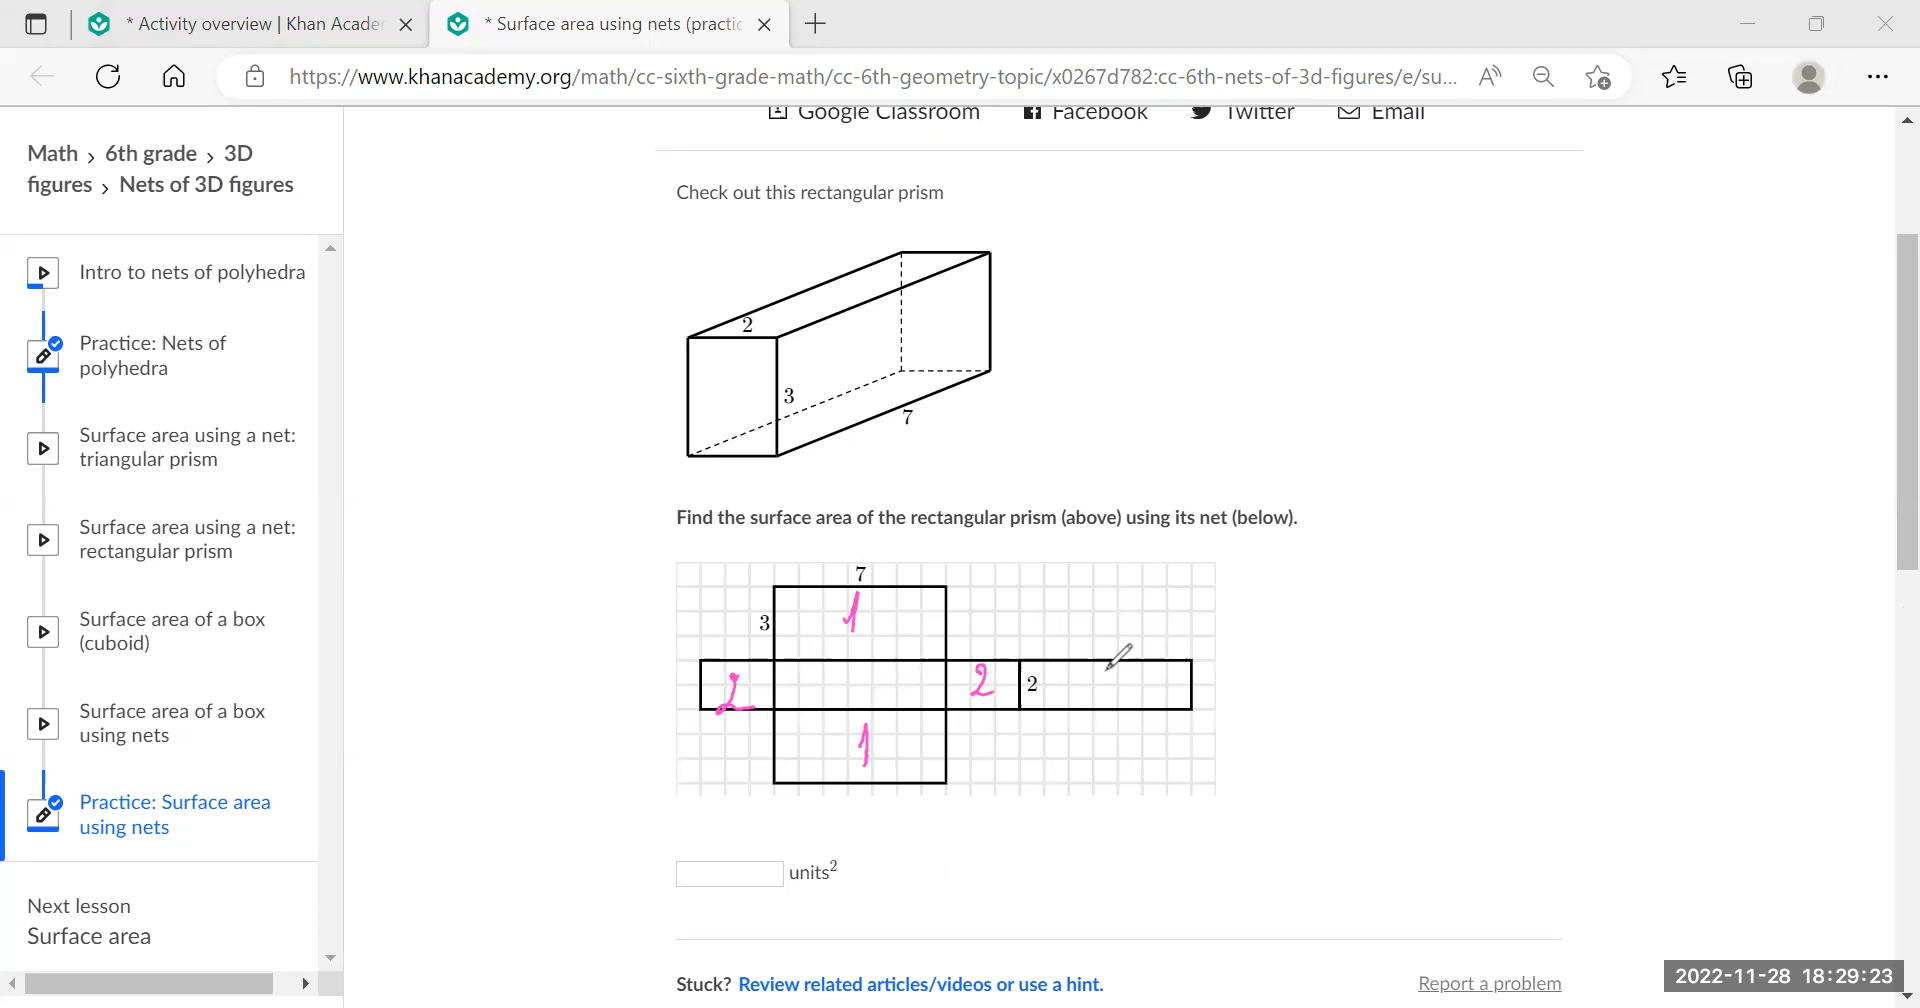 * Activity overview | Khan Acade
* Surface area using nets (practic
https://www.khanacademy.org/math/cc-sixth-grade-math/cc-6th-geometry-topic/x0267d782:cc-6th-nets-of-3d-figures/e/su...
Google Classroom Facebook Twitter Email
Math › 6th grade › 3D
figures › Nets of 3D figures
Intro to nets of polyhedra
Practice: Nets of
polyhedra
Surface area using a net:
triangular prism
Surface area using a net:
rectangular prism
Surface area of a box
(cuboid)
Surface area of a box
using nets
Practice: Surface area
using nets
Next lesson
Surface area
Check out this rectangular prism
2
3
7
Find the surface area of the rectangular prism (above) using its net (below).
7
1
3
2 2 2
1
units²
Stuck? Review related articles/videos or use a hint.
Report a problem
2022-11-28 18:29:23